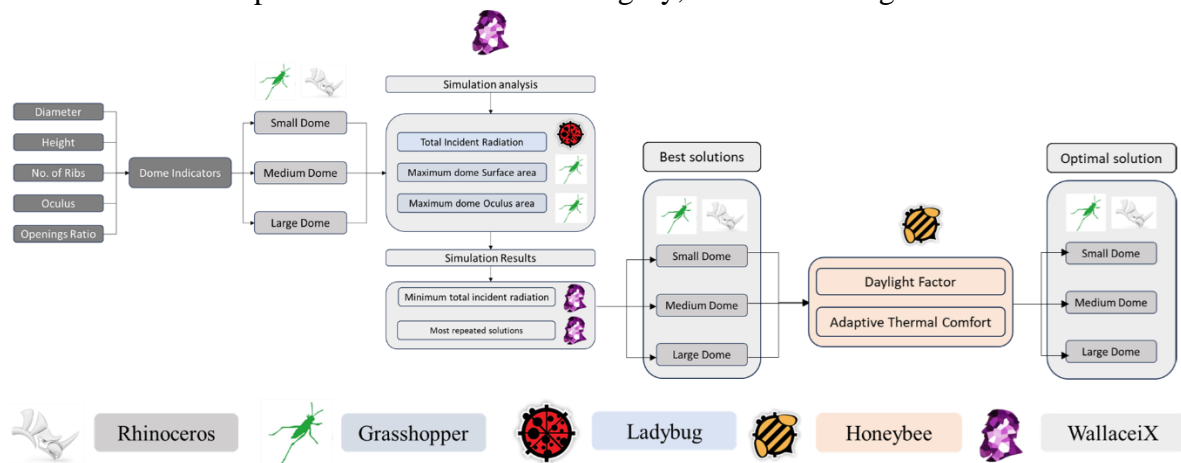 Diameter
Height
No. of Ribs
Oculus
Openings Ratio
Dome Indicators
Small Dome
Medium Dome
Large Dome
Simulation analysis
Total Incident Radiation
Maximum dome Surface area
Maximum dome Oculus area
Simulation Results
Minimum total incident radiation
Most repeated solutions
Best solutions
Small Dome
Medium Dome
Large Dome
Daylight Factor
Adaptive Thermal Comfort
Optimal solution
Small Dome
Medium Dome
Large Dome
Rhinoceros
Grasshopper
Ladybug
Honeybee
WallaceiX